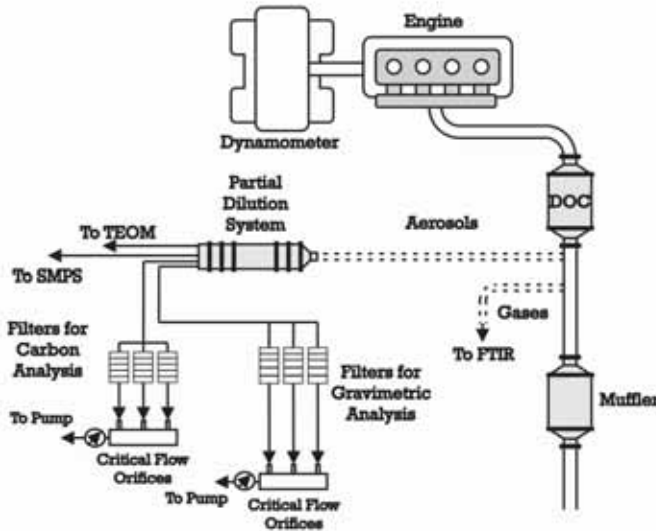 Engine
Dynamometer
DOC
Partial
Dilution
System
Aerosols
To TEOM
To SMPS
Gases
To FTIR
Filters for
Carbon
Analysis
Filters for
Gravimetric
Analysis
Muffler
To Pump
Critical Flow
Orifices
To Pump
Critical Flow
Orifices